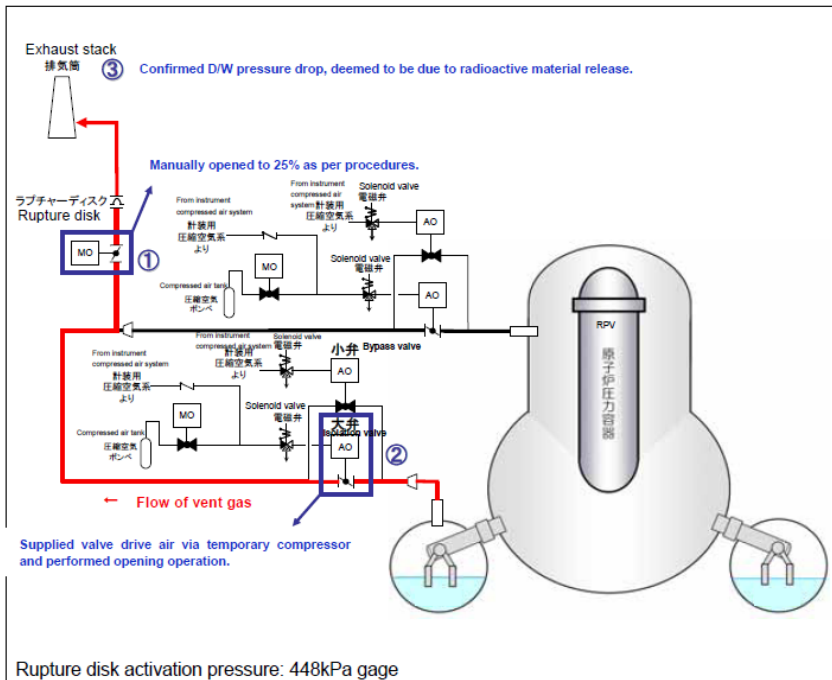 Exhaust stack
排気筒
③ Confirmed D/W pressure drop, deemed to be due to radioactive material release.
Manually opened to 25% as per procedures.
ラプチャーディスク
Rupture disk
MO
①
From instrument
compressed air system
計装用
圧縮空気系
より
From instrument
compressed air
system 計装用
圧縮空気系
より
Solenoid valve
電磁弁
AO
Compressed air tank
圧縮空気
ボンベ
MO
Solenoid valve
電磁弁
AO
Bypass valve
From instrument
compressed air system
計装用
圧縮空気系
より
From instrument
compressed air system
計装用
圧縮空気系
より
Solenoid valve
電磁弁
小弁
AO
Compressed air tank
圧縮空気
ボンベ
MO
Solenoid valve
電磁弁
大弁
Isolation valve
AO
②
← Flow of vent gas
Supplied valve drive air via temporary compressor
and performed opening operation.
RPV
原子炉圧力容器
Rupture disk activation pressure: 448kPa gage